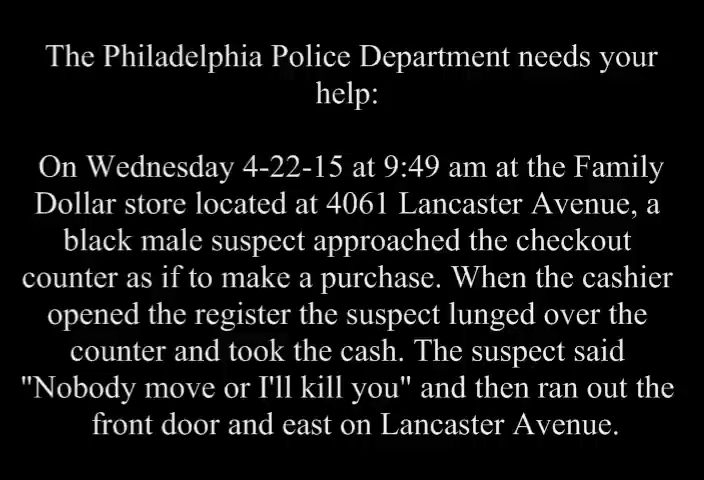 The Philadelphia Police Department needs your
help:
On Wednesday 4-22-15 at 9:49 am at the Family
Dollar store located at 4061 Lancaster Avenue, a
black male suspect approached the checkout
counter as if to make a purchase. When the cashier
opened the register the suspect lunged over the
counter and took the cash. The suspect said
"Nobody move or I'll kill you" and then ran out the
front door and east on Lancaster Avenue.